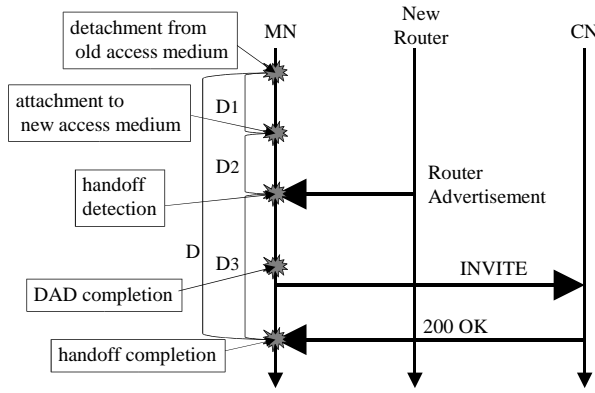 detachment from
old access medium
MN
New
Router
CN
attachment to
new access medium
D1
D2
handoff
detection
Router
Advertisement
D
D3
DAD completion
INVITE
200 OK
handoff completion